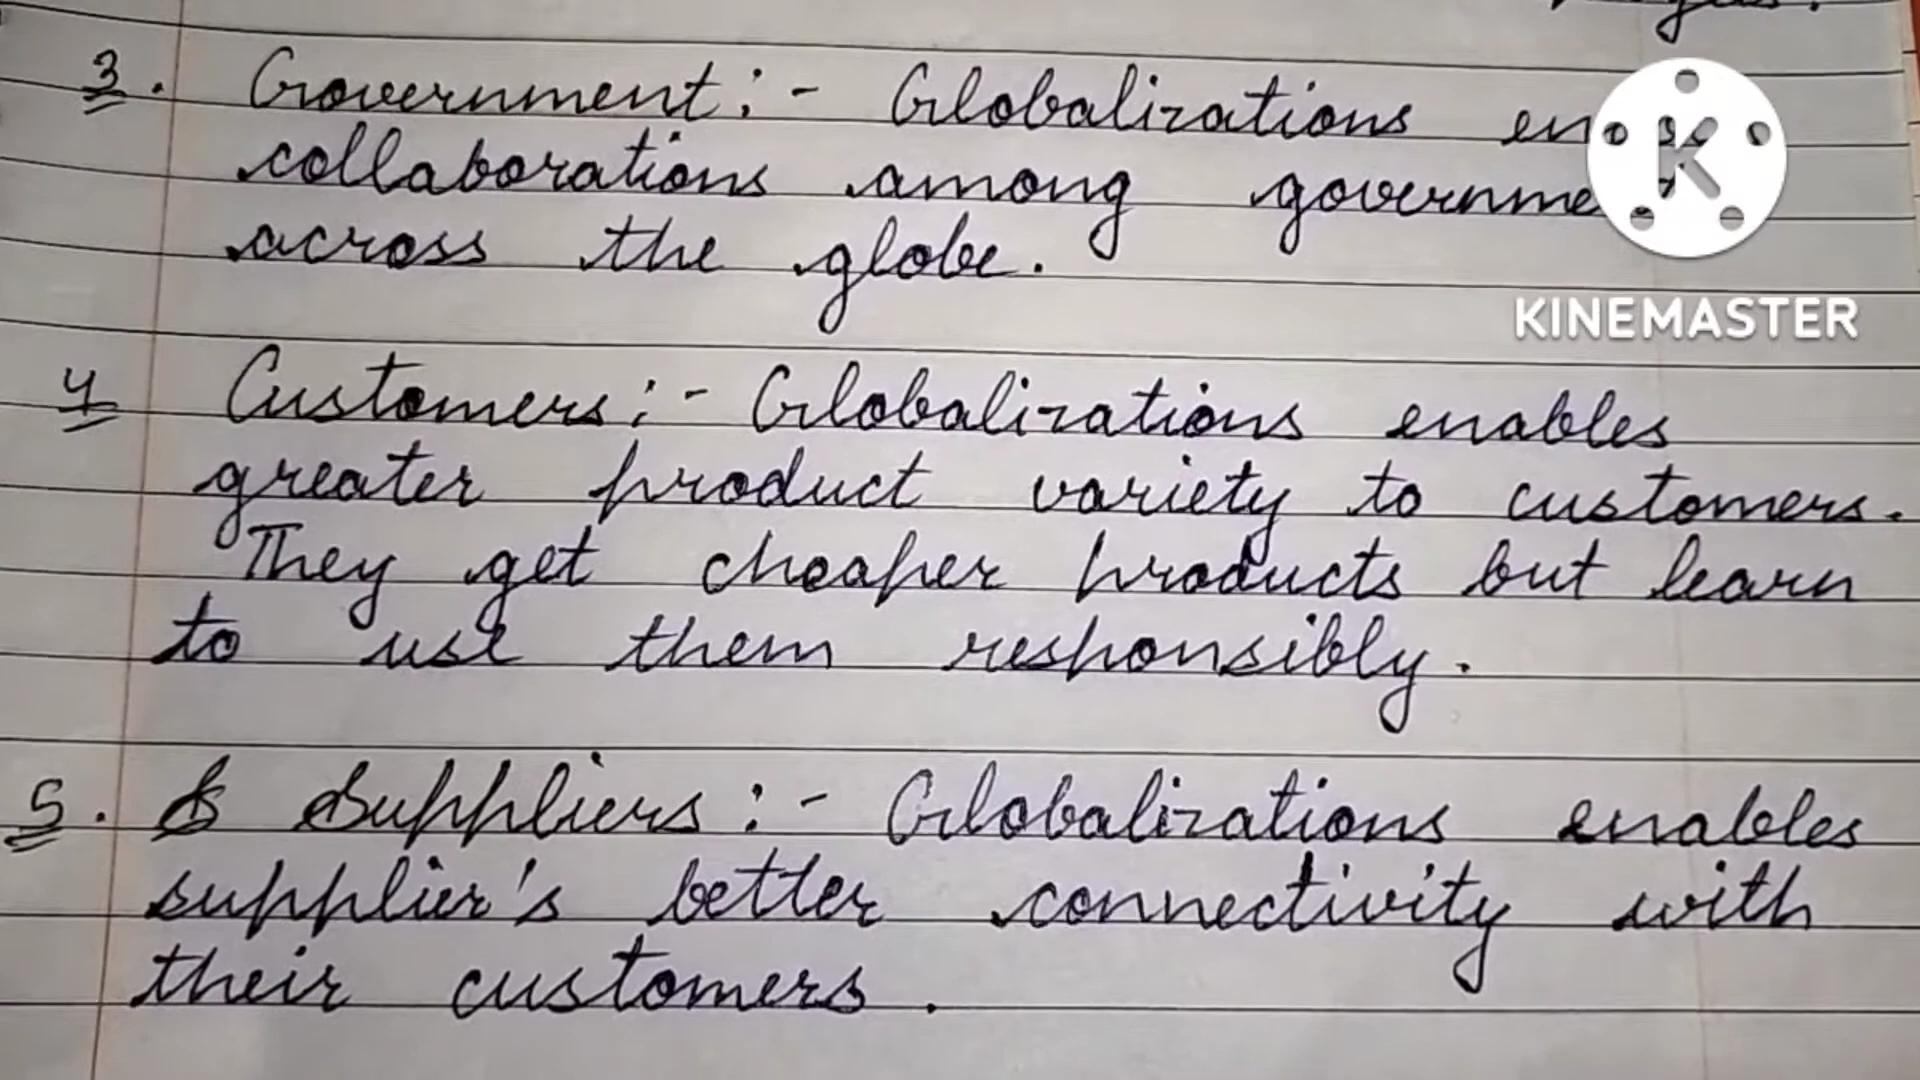 3. Government :- Globalizations
collaborations among
across the globe.
KINEMASTER
4 Customers :- Globalizations enables
greater product variety to customers.
They get cheaper products but learn
to use them responsibly.
5. Suppliers :- Globalizations enables
supplier's better connectivity with
their customers.